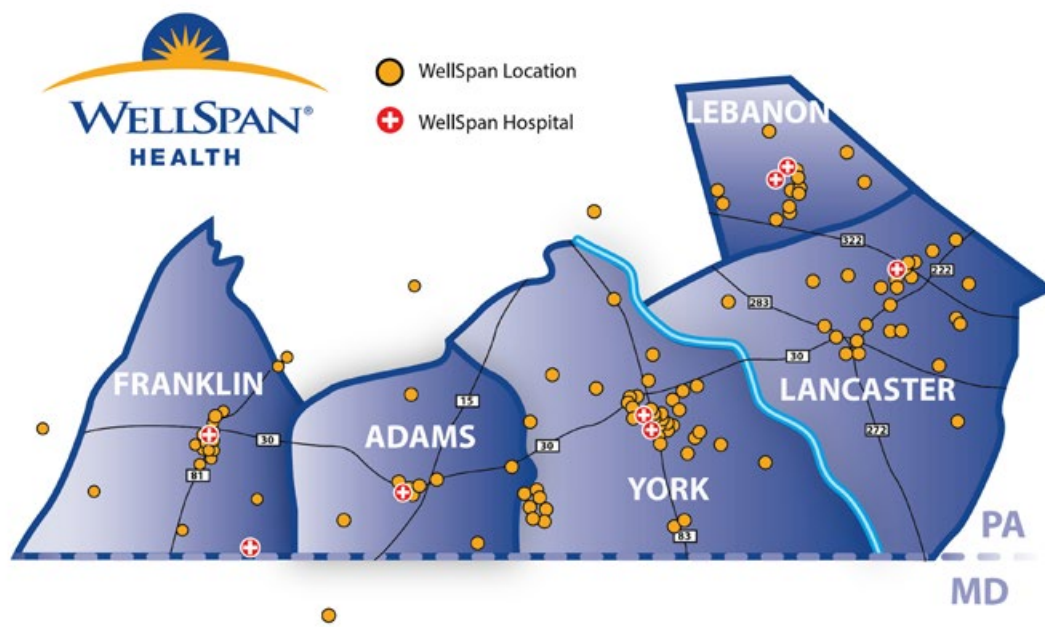 WELLSPAN®
HEALTH
WellSpan Location
WellSpan Hospital
LEBANON
322
222
283
FRANKLIN
30
LANCASTER
15
ADAMS
30
30
272
81
YORK
83
PA
MD